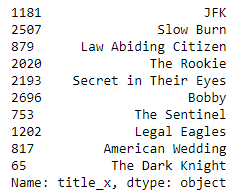 1181 JFK
2507 Slow Burn
879 Law Abiding Citizen
2020 The Rookie
2193 Secret in Their Eyes
2696 Bobby
753 The Sentinel
1202 Legal Eagles
817 American Wedding
65 The Dark Knight
Name: title_x, dtype: object